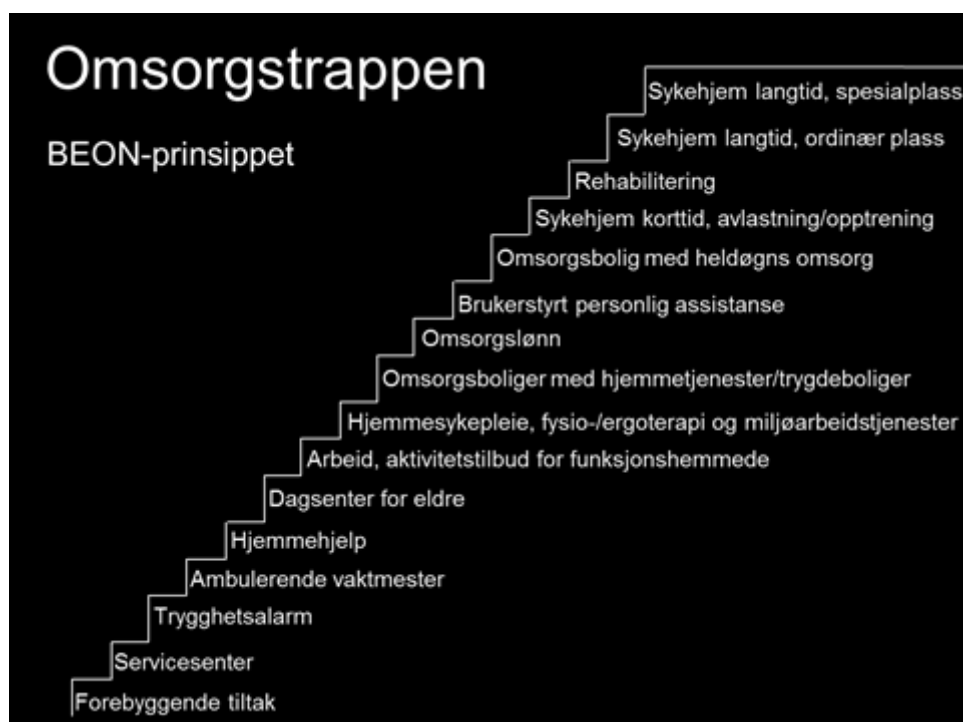 Omsorgstrappen
BEON-prinsippet
Sykehjem langtid, spesialplass
Sykehjem langtid, ordinær plass
Rehabilitering
Sykehjem korttid, avlastning/opptrening
Omsorgsbolig med heldøgns omsorg
Brukerstyrt personlig assistanse
Omsorgslønn
Omsorgsboliger med hjemmetjenester/trygdeboliger
Hjemmesykepleie, fysio-/ergoterapi og miljøarbeidstjenester
Arbeid, aktivitetstilbud for funksjonshemmede
Dagsenter for eldre
Hjemmehjelp
Ambulerende vaktmester
Trygghetsalarm
Servicesenter
Forebyggende tiltak